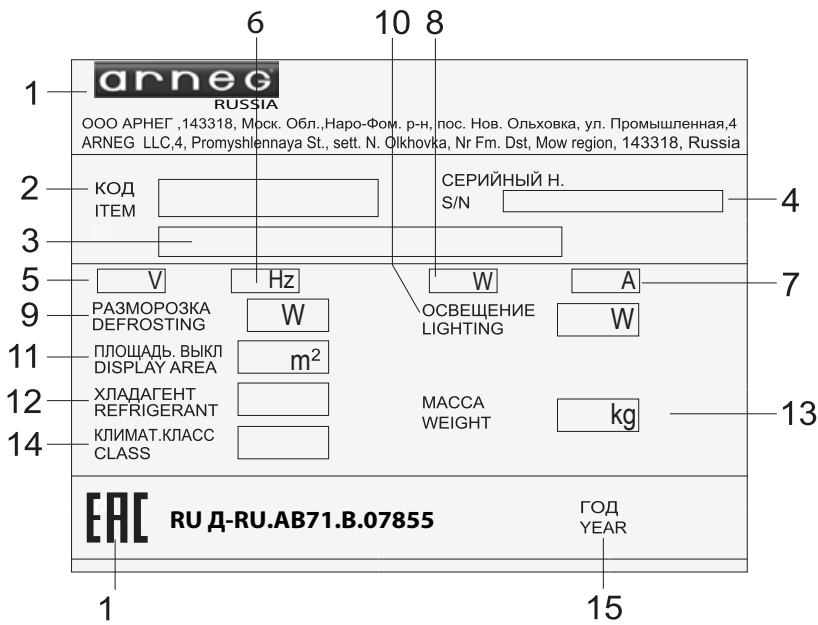 6 10 8
1 arneg
RUSSIA
ООО АРНЕГ ,143318, Моск. Обл.,Наро-Фом. р-н, пос. Нов. Ольховка, ул. Промышленная,4
ARNEG LLC,4, Promyshlennaya St., sett. N. Olkhovka, Nr Fm. Dst, Mow region, 143318, Russia
2 КОД
ITEM
СЕРИЙНЫЙ Н.
S/N 4
3
5 V Hz W A 7
9 РАЗМОРОЗКА
DEFROSTING W
ОСВЕЩЕНИЕ
LIGHTING W
11 ПЛОЩАДЬ. ВЫКЛ
DISPLAY AREA m²
12 ХЛАДАГЕНТ
REFRIGERANT
МАССА
WEIGHT kg 13
14 КЛИМАТ.КЛАСС
CLASS
EAC RU Д-RU.AB71.B.07855
ГОД
YEAR
1 15